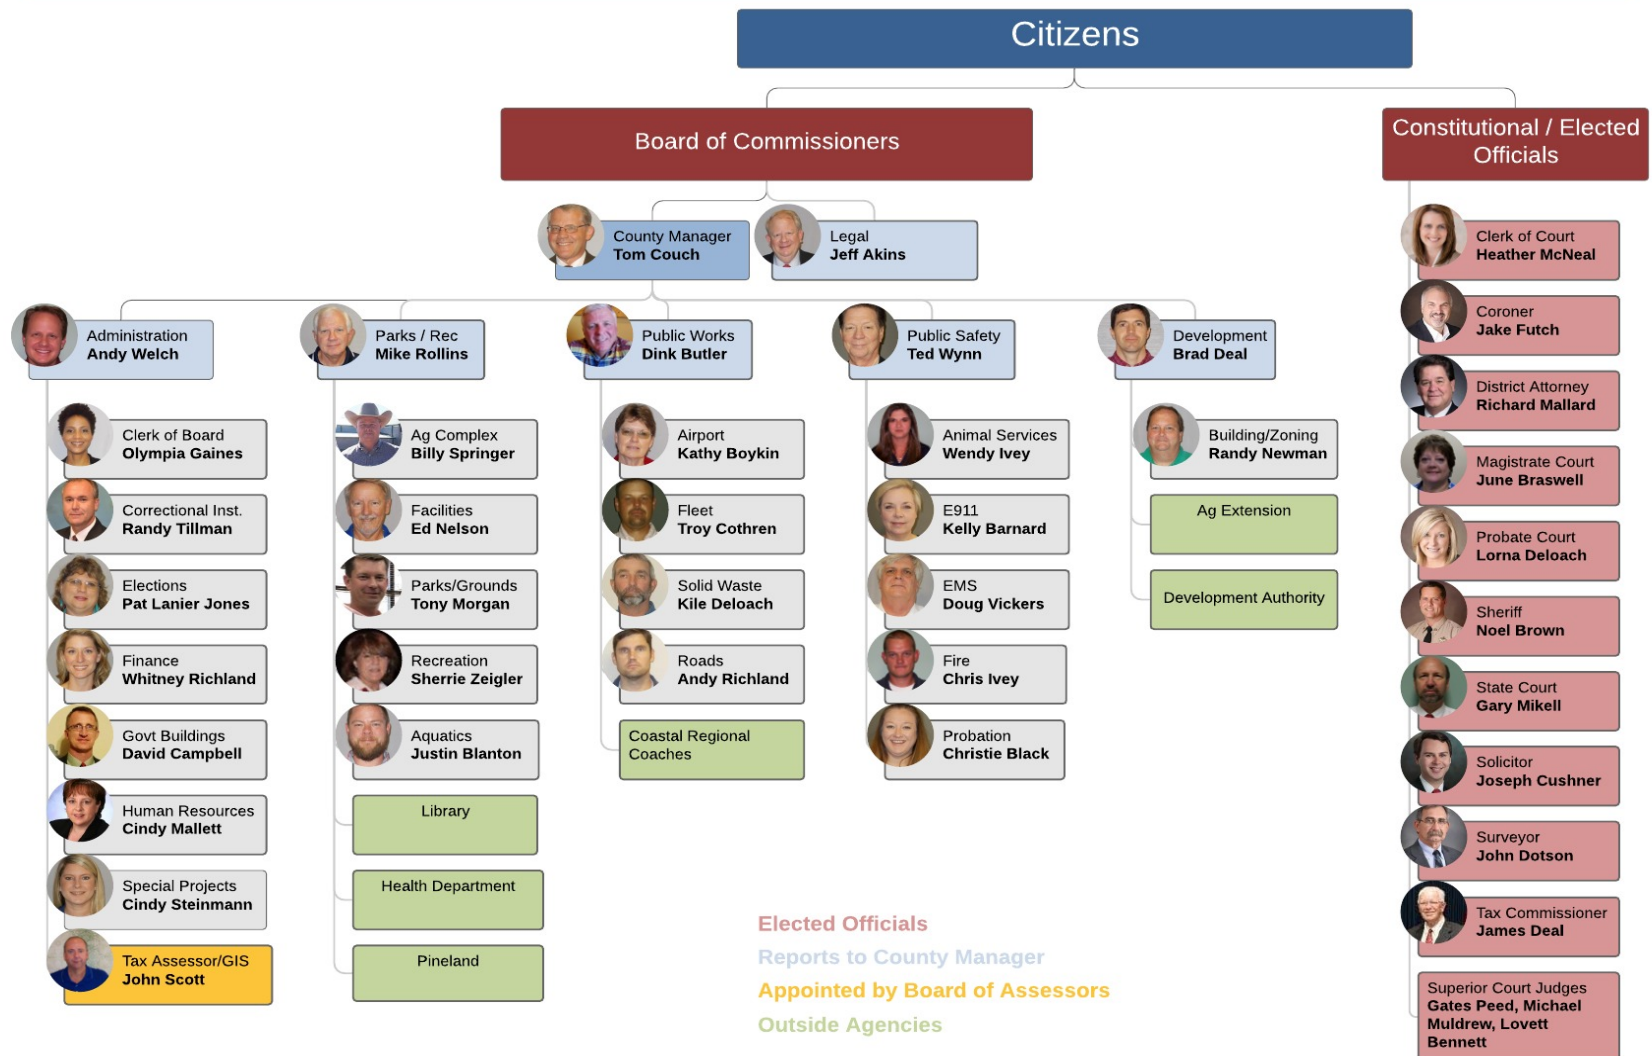 Citizens
Board of Commissioners
Constitutional / Elected
Officials
County Manager
Tom Couch
Legal
Jeff Akins
Administration
Andy Welch
Parks / Rec
Mike Rollins
Public Works
Dink Butler
Public Safety
Ted Wynn
Development
Brad Deal
Clerk of Board
Olympia Gaines
Correctional Inst.
Randy Tillman
Elections
Pat Lanier Jones
Finance
Whitney Richland
Govt Buildings
David Campbell
Human Resources
Cindy Mallett
Special Projects
Cindy Steinmann
Tax Assessor/GIS
John Scott
Ag Complex
Billy Springer
Facilities
Ed Nelson
Parks/Grounds
Tony Morgan
Recreation
Sherrie Zeigler
Aquatics
Justin Blanton
Library
Health Department
Pineland
Airport
Kathy Boykin
Fleet
Troy Cothren
Solid Waste
Kile Deloach
Roads
Andy Richland
Coastal Regional
Coaches
Animal Services
Wendy Ivey
E911
Kelly Barnard
EMS
Doug Vickers
Fire
Chris Ivey
Probation
Christie Black
Building/Zoning
Randy Newman
Ag Extension
Development Authority
Clerk of Court
Heather McNeal
Coroner
Jake Futch
District Attorney
Richard Mallard
Magistrate Court
June Braswell
Probate Court
Lorna Deloach
Sheriff
Noel Brown
State Court
Gary Mikell
Solicitor
Joseph Cushner
Surveyor
John Dotson
Tax Commissioner
James Deal
Superior Court Judges
Gates Peed, Michael
Muldrew, Lovett
Bennett
Elected Officials
Reports to County Manager
Appointed by Board of Assessors
Outside Agencies